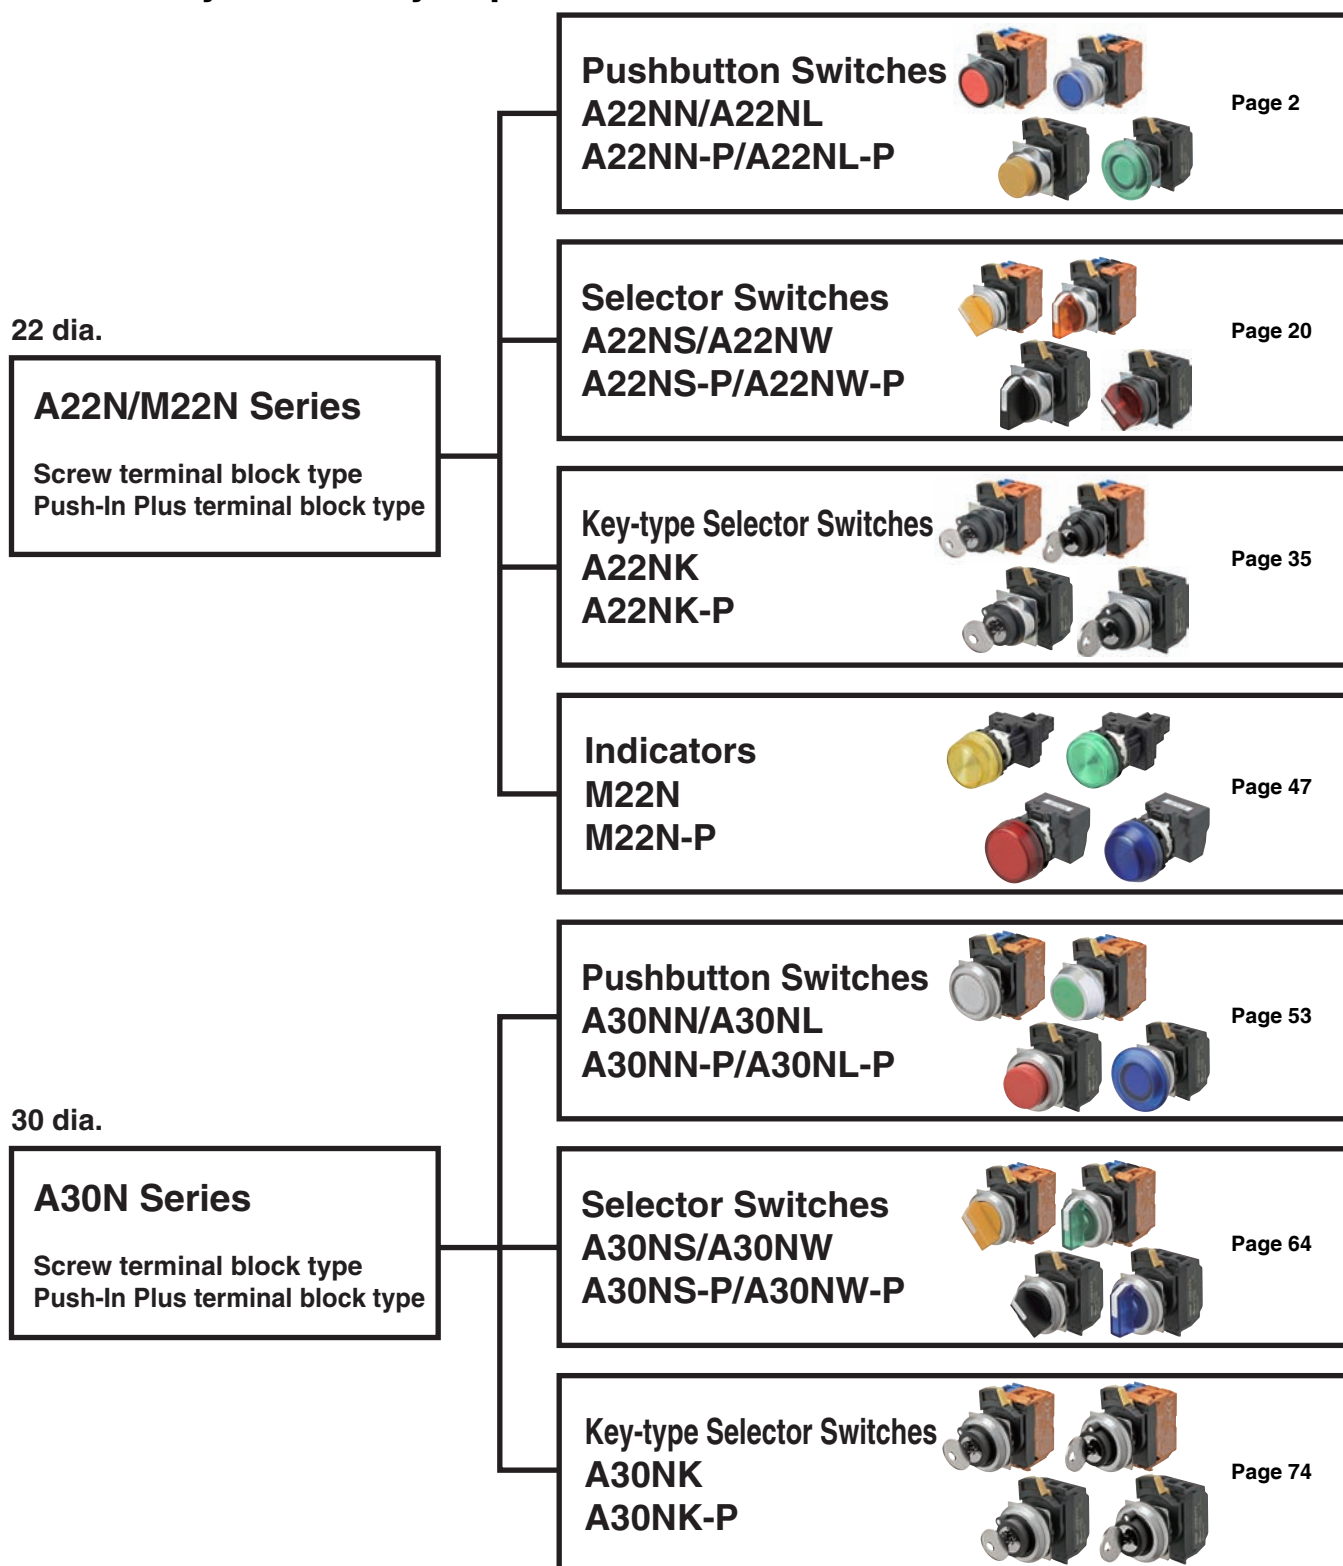 22 dia.
A22N/M22N Series
Screw terminal block type
Push-In Plus terminal block type
Pushbutton Switches
A22NN/A22NL
A22NN-P/A22NL-P
Page 2
Selector Switches
A22NS/A22NW
A22NS-P/A22NW-P
Page 20
Key-type Selector Switches
A22NK
A22NK-P
Page 35
Indicators
M22N
M22N-P
Page 47
30 dia.
A30N Series
Screw terminal block type
Push-In Plus terminal block type
Pushbutton Switches
A30NN/A30NL
A30NN-P/A30NL-P
Page 53
Selector Switches
A30NS/A30NW
A30NS-P/A30NW-P
Page 64
Key-type Selector Switches
A30NK
A30NK-P
Page 74